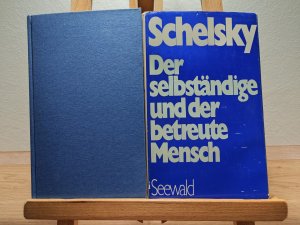 Schelsky
Der
selbständige
und der
betreute
Mensch
Seewald